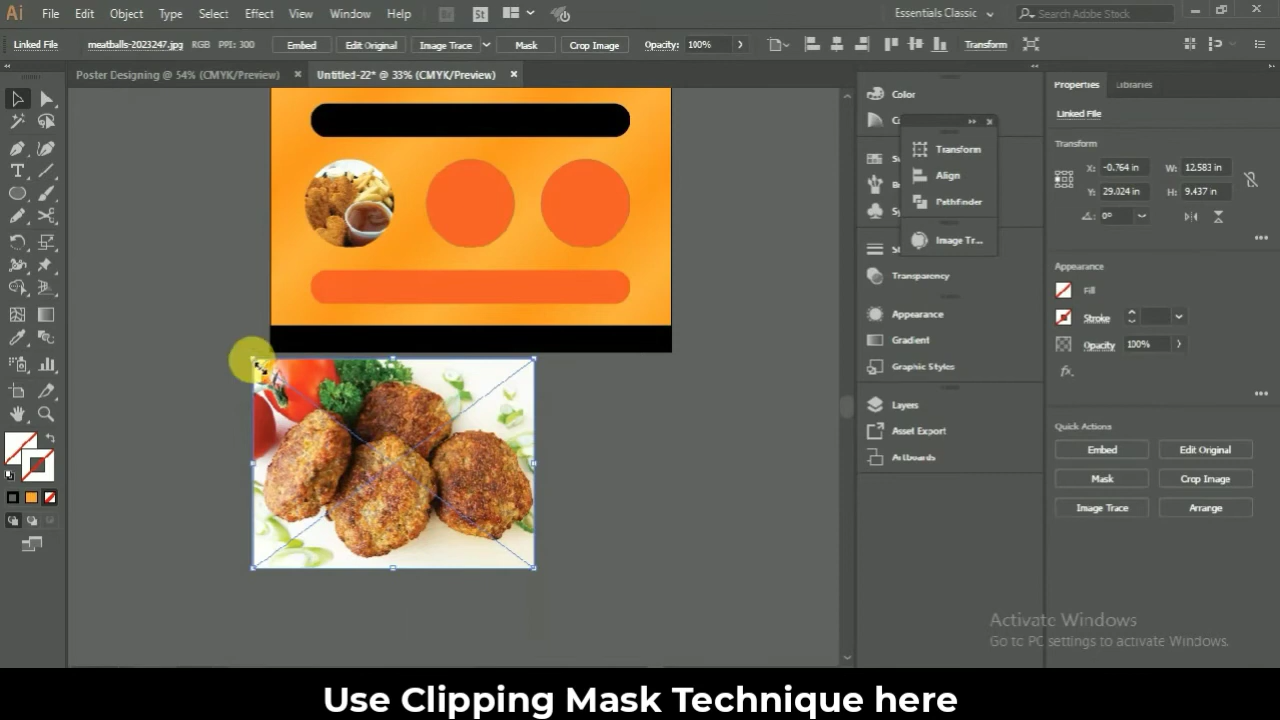 Ai File Edit Object Type Select Effect View Window Help Br St Essentials Classic Search Adobe Stock
Linked File meatballs-2023247.jpg RGB PPI: 300 Embed Edit Original Image Trace Mask Crop Image Opacity: 100% Transform
Poster Designing @ 54% (CMYK/Preview) Untitled-22* @ 33% (CMYK/Preview)
Color
Transform
Align
Pathfinder
Image Tr...
Transparency
Appearance
Gradient
Graphic Styles
Layers
Asset Export
Artboards
Properties Libraries
Linked File
Transform
X: -0.764 in W: 12.583 in
Y: 29.024 in H: 9.437 in
0°
Appearance
Fill
Stroke
Opacity 100%
fx.
Quick Actions
Embed Edit Original
Mask Crop Image
Image Trace Arrange
Activate Windows
Go to PC settings to activate Windows.
Use Clipping Mask Technique here